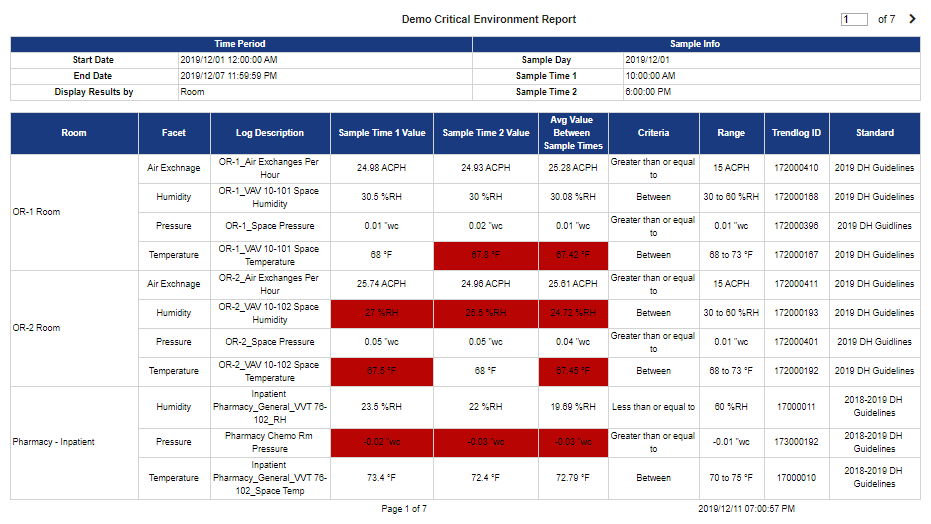 Demo Critical Environment Report
1 of 7
Time Period Sample Info
Start Date 2019/12/01 12:00:00 AM Sample Day 2019/12/01
End Date 2019/12/07 11:59:59 PM Sample Time 1 10:00:00 AM
Display Results by Room Sample Time 2 6:00:00 PM
Room Facet Log Description Sample Time 1 Value Sample Time 2 Value Avg Value Between Sample Times Criteria Range Trendlog ID Standard
OR-1 Room
Air Exchnage OR-1_Air Exchanges Per Hour 24.98 ACPH 24.93 ACPH 25.28 ACPH Greater than or equal to 15 ACPH 172000410 2019 DH Guidelines
Humidity OR-1_VAV 10-101 Space Humidity 30.5 %RH 30 %RH 30.08 %RH Between 30 to 60 %RH 172000168 2019 DH Guidelines
Pressure OR-1_Space Pressure 0.01 "wc 0.02 "wc 0.01 "wc Greater than or equal to 0.01 "wc 172000396 2019 DH Guidlines
Temperature OR-1_VAV 10-101 Space Temperature 68 °F 67.8 °F 67.42 °F Between 68 to 73 °F 172000167 2019 DH Guidelines
OR-2 Room
Air Exchnage OR-2_Air Exchanges Per Hour 25.74 ACPH 24.96 ACPH 25.61 ACPH Greater than or equal to 15 ACPH 172000411 2019 DH Guidelines
Humidity OR-2_VAV 10-102 Space Humidity 27 %RH 25.5 %RH 24.72 %RH Between 30 to 60 %RH 172000193 2019 DH Guidelines
Pressure OR-2_Space Pressure 0.05 "wc 0.05 "wc 0.04 "wc Greater than or equal to 0.01 "wc 172000401 2019 DH Guidlines
Temperature OR-2_VAV 10-102 Space Temperature 67.5 °F 68 °F 67.45 °F Between 68 to 73 °F 172000192 2019 DH Guidelines
Pharmacy - Inpatient
Humidity Inpatient Pharmacy_General_VVT 76-102_RH 23.5 %RH 22 %RH 19.69 %RH Less than or equal to 60 %RH 17000011 2018-2019 DH Guidelines
Pressure Pharmacy Chemo Rm Pressure -0.02 "wc -0.03 "wc -0.03 "wc Greater than or equal to -0.01 "wc 173000192 2018-2019 DH Guidelines
Temperature Inpatient Pharmacy_General_VVT 76-102_Space Temp 73.4 °F 72.4 °F 72.79 °F Between 70 to 75 °F 17000010 2018-2019 DH Guidelines
Page 1 of 7 2019/12/11 07:00:57 PM